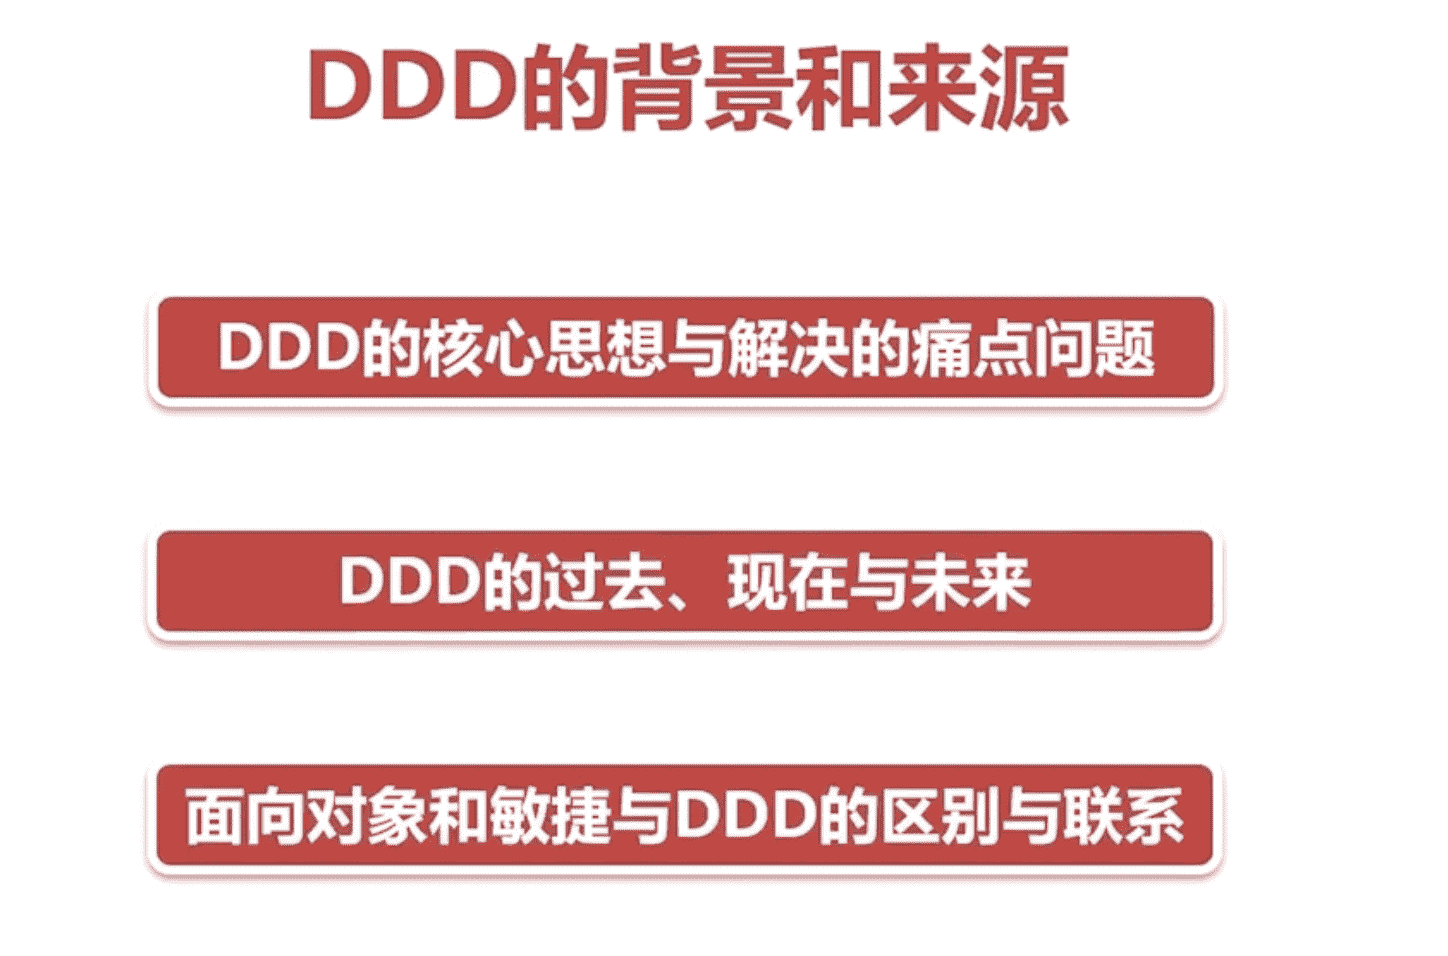 DDD的背景和来源
DDD的核心思想与解决的痛点问题
DDD的过去、现在与未来
面向对象和敏捷与DDD的区别与联系